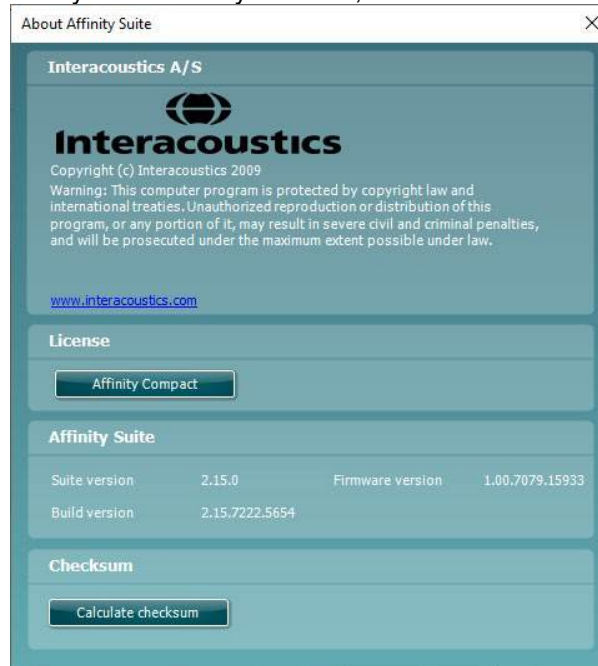 About Affinity Suite
Interacoustics A/S
Interacoustics
Copyright (c) Interacoustics 2009
Warning: This computer program is protected by copyright law and
international treaties. Unauthorized reproduction or distribution of this
program, or any portion of it, may result in severe civil and criminal penalties,
and will be prosecuted under the maximum extent possible under law.
www.interacoustics.com
License
Affinity Compact
Affinity Suite
Suite version 2.15.0 Firmware version 1.00.7079.15933
Build version 2.15.7222.5654
Checksum
Calculate checksum